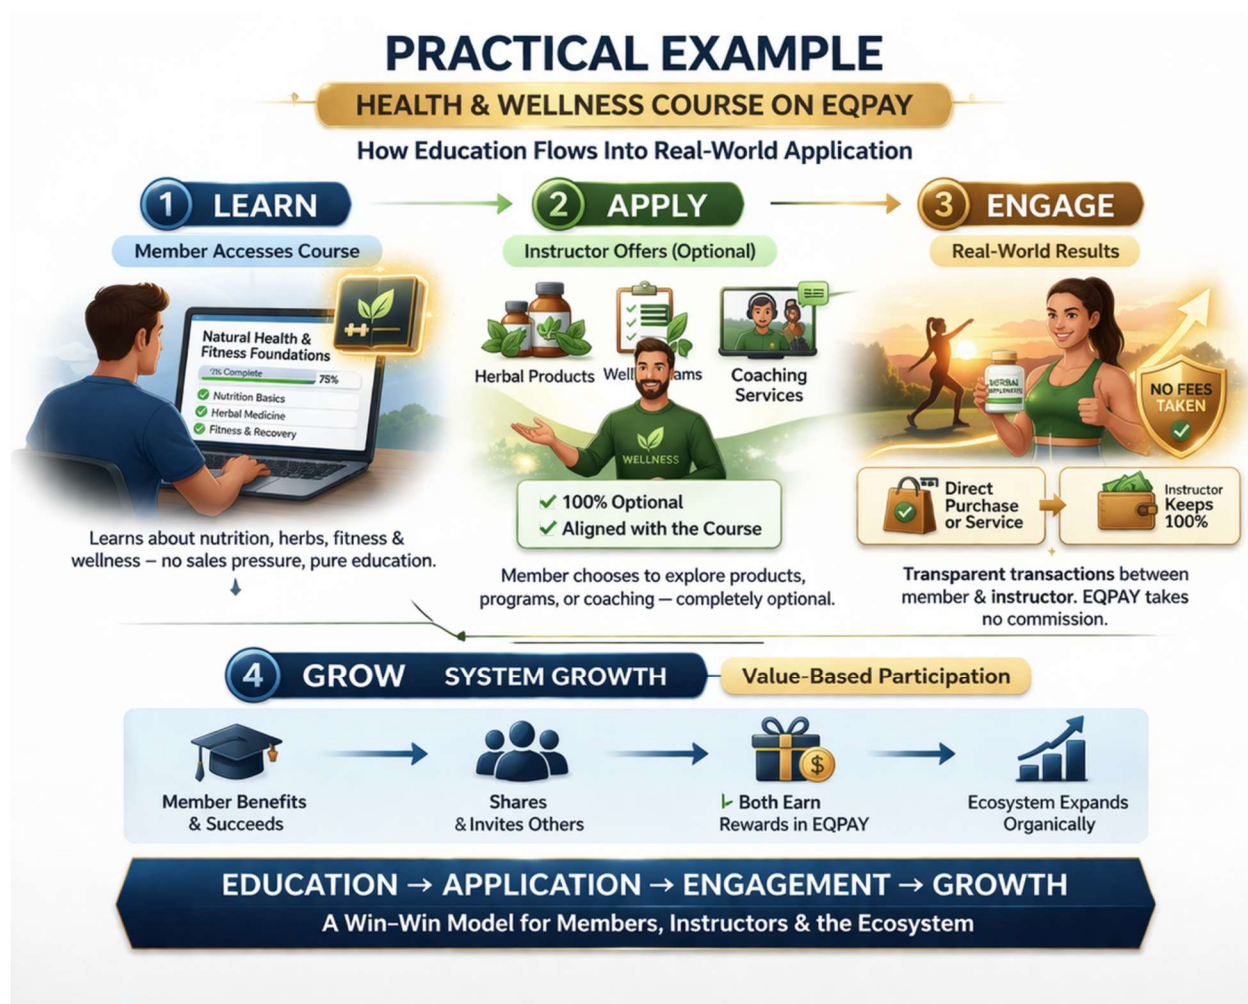 PRACTICAL EXAMPLE
HEALTH & WELLNESS COURSE ON EQPAY
How Education Flows Into Real-World Application
1 LEARN
Member Accesses Course
Natural Health &
Fitness Foundations
Complete
75%
Nutrition Basics
Herbal Medicine
Fitness & Recovery
Learns about nutrition, herbs, fitness &
wellness – no sales pressure, pure education.
2 APPLY
Instructor Offers (Optional)
Herbal Products
Well
ams
Coaching
Services
WELLNESS
100% Optional
Aligned with the Course
Member chooses to explore products,
programs, or coaching — completely optional.
3 ENGAGE
Real-World Results
NO FEES
TAKEN
Direct
Purchase
or Service
Instructor
Keeps
100%
Transparent transactions between
member & instructor. EQPAY takes
no commission.
4 GROW SYSTEM GROWTH
Value-Based Participation
Member Benefits
& Succeeds
Shares
& Invites Others
Both Earn
Rewards in EQPAY
$
Ecosystem Expands
Organically
EDUCATION → APPLICATION → ENGAGEMENT → GROWTH
A Win–Win Model for Members, Instructors & the Ecosystem